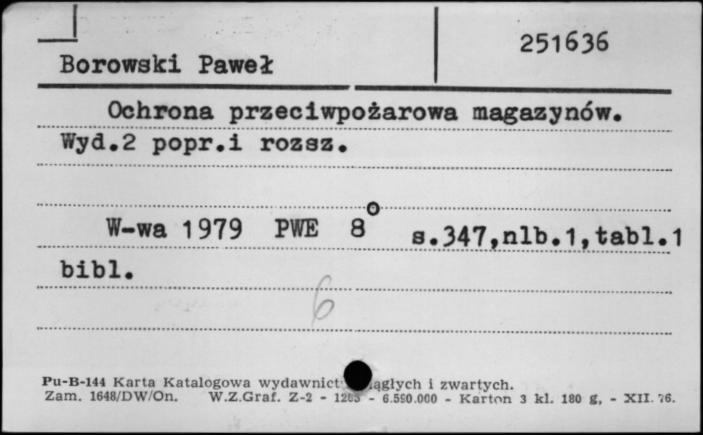 251636
Borowski Paweł
Ochrona przeciwpożarowa magazynów.
Wyd.2 popr.i rozsz.
W-wa 1979 PWE 8° s.347,nlb.1,tabl.1
bibl.
6
Pu-B-144 Karta Katalogowa wydawnict ągłych i zwartych.
Zam. 1648/DW/On. W.Z.Graf. Z-2 - - 6.550.000 - Karton 3 kl. 180 g, - XII. 76.